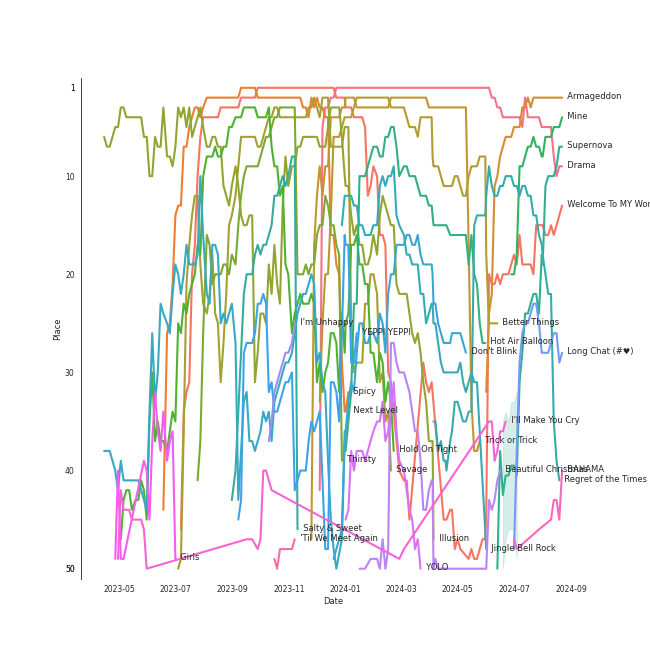 1
Armageddon
Mine
Supernova
Drama
10
Welcome To MY Wor
20
I'm Unhappy
Better Things
YEPPI YEPPI
Place
Hot Air Balloon
Don't Blink
Long Chat (#♥)
30
Spicy
Next Level
I'll Make You Cry
Trick or Trick
Hold On Tight
Thirsty
Savage
Beautiful Christmas
BAHAMA
40
Regret of the Times
Salty & Sweet
'Til We Meet Again
Illusion
Jingle Bell Rock
Girls
YOLO
50
2023-05
2023-07
2023-09
2023-11
2024-01
2024-03
2024-05
2024-07
2024-09
Date